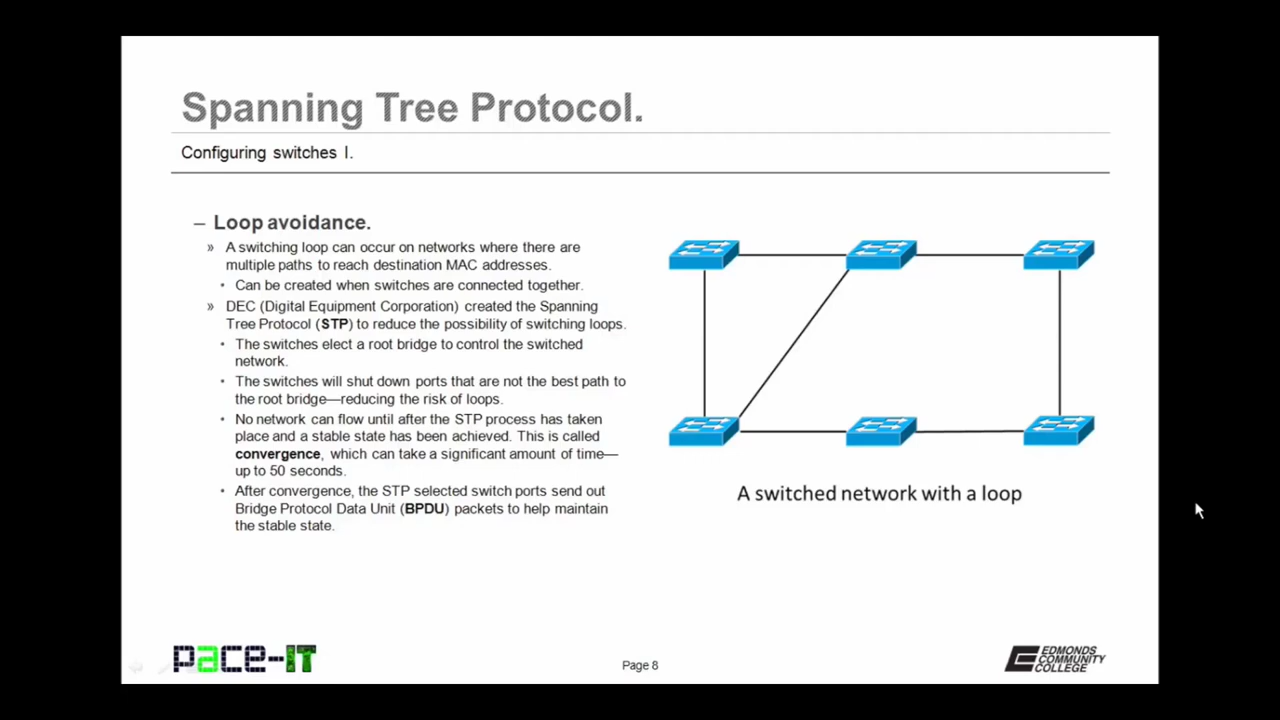 Spanning Tree Protocol.
Configuring switches I.
– Loop avoidance.
» A switching loop can occur on networks where there are
multiple paths to reach destination MAC addresses.
• Can be created when switches are connected together.
» DEC (Digital Equipment Corporation) created the Spanning
Tree Protocol (STP) to reduce the possibility of switching loops.
• The switches elect a root bridge to control the switched
network.
• The switches will shut down ports that are not the best path to
the root bridge—reducing the risk of loops.
• No network can flow until after the STP process has taken
place and a stable state has been achieved. This is called
convergence, which can take a significant amount of time—
up to 50 seconds.
• After convergence, the STP selected switch ports send out
Bridge Protocol Data Unit (BPDU) packets to help maintain
the stable state.
A switched network with a loop
pace-IT
Page 8
EDMONDS
COMMUNITY
COLLEGE